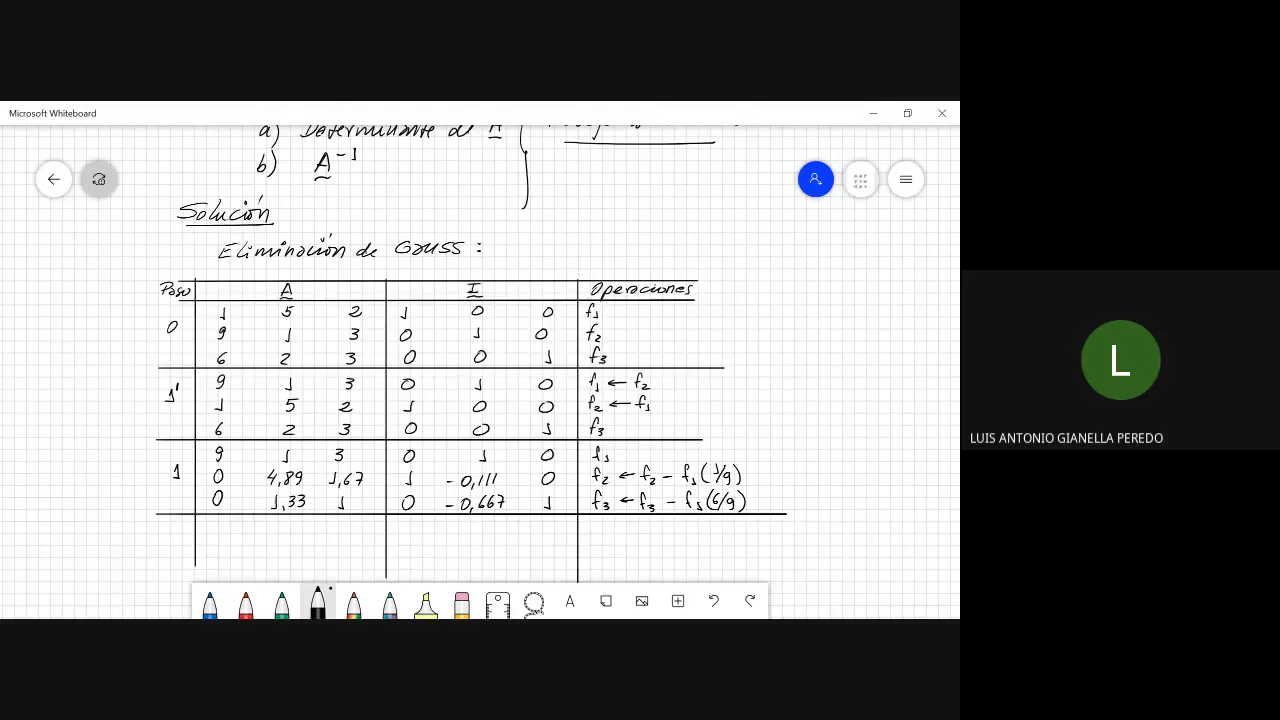 Microsoft Whiteboard
a) Determinante de A
b) A⁻¹
Solución
Eliminación de Gauss:
Paso A I Operaciones
0 1 5 2 1 0 0 f₁
9 1 3 0 1 0 f₂
6 2 3 0 0 1 f₃
1' 9 1 3 0 1 0 f₁ ← f₂
1 5 2 1 0 0 f₂ ← f₁
6 2 3 0 0 1 f₃
1 9 1 3 0 1 0 f₁
0 4,89 1,67 1 -0,111 0 f₂ ← f₂ - f₁(1/9)
0 1,33 1 0 -0,667 1 f₃ ← f₃ - f₁(6/9)
A
L
LUIS ANTONIO GIANELLA PEREDO